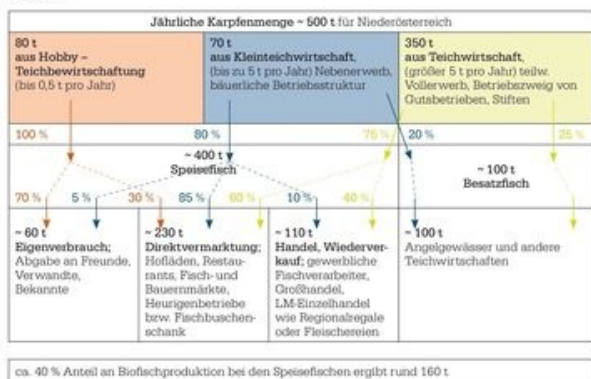 Jährliche Karpfenmenge ~ 500 t für Niederösterreich
80 t
aus Hobby –
Teichbewirtschaftung
(bis 0,5 t pro Jahr)
70 t
aus Kleinteichwirtschaft,
(bis zu 5 t pro Jahr) Nebenerwerb,
bäuerliche Betriebsstruktur
350 t
aus Teichwirtschaft,
(größer 5 t pro Jahr) teilw.
Vollerwerb, Betriebszweig von
Gutsbetrieben, Stiften
100 % 80 % 75 % 20 % 25 %
~ 400 t
Speisefisch
~ 100 t
Besatzfisch
70 % 5 % 30 % 85 % 60 % 10 % 40 %
~ 60 t
Eigenverbrauch;
Abgabe an Freunde,
Verwandte,
Bekannte
~ 230 t
Direktvermarktung;
Hofläden, Restau-
rants, Fisch- und
Bauernmärkte,
Heurigenbetriebe
bzw. Fischbuschen-
schank
~ 110 t
Handel, Wiederver-
kauf; gewerbliche
Fischverarbeiter,
Großhandel,
LM-Einzelhandel
wie Regionalregale
oder Fleischereien
~ 100 t
Angelgewässer und andere
Teichwirtschaften
ca. 40 % Anteil an Biofischproduktion bei den Speisefischen ergibt rund 160 t